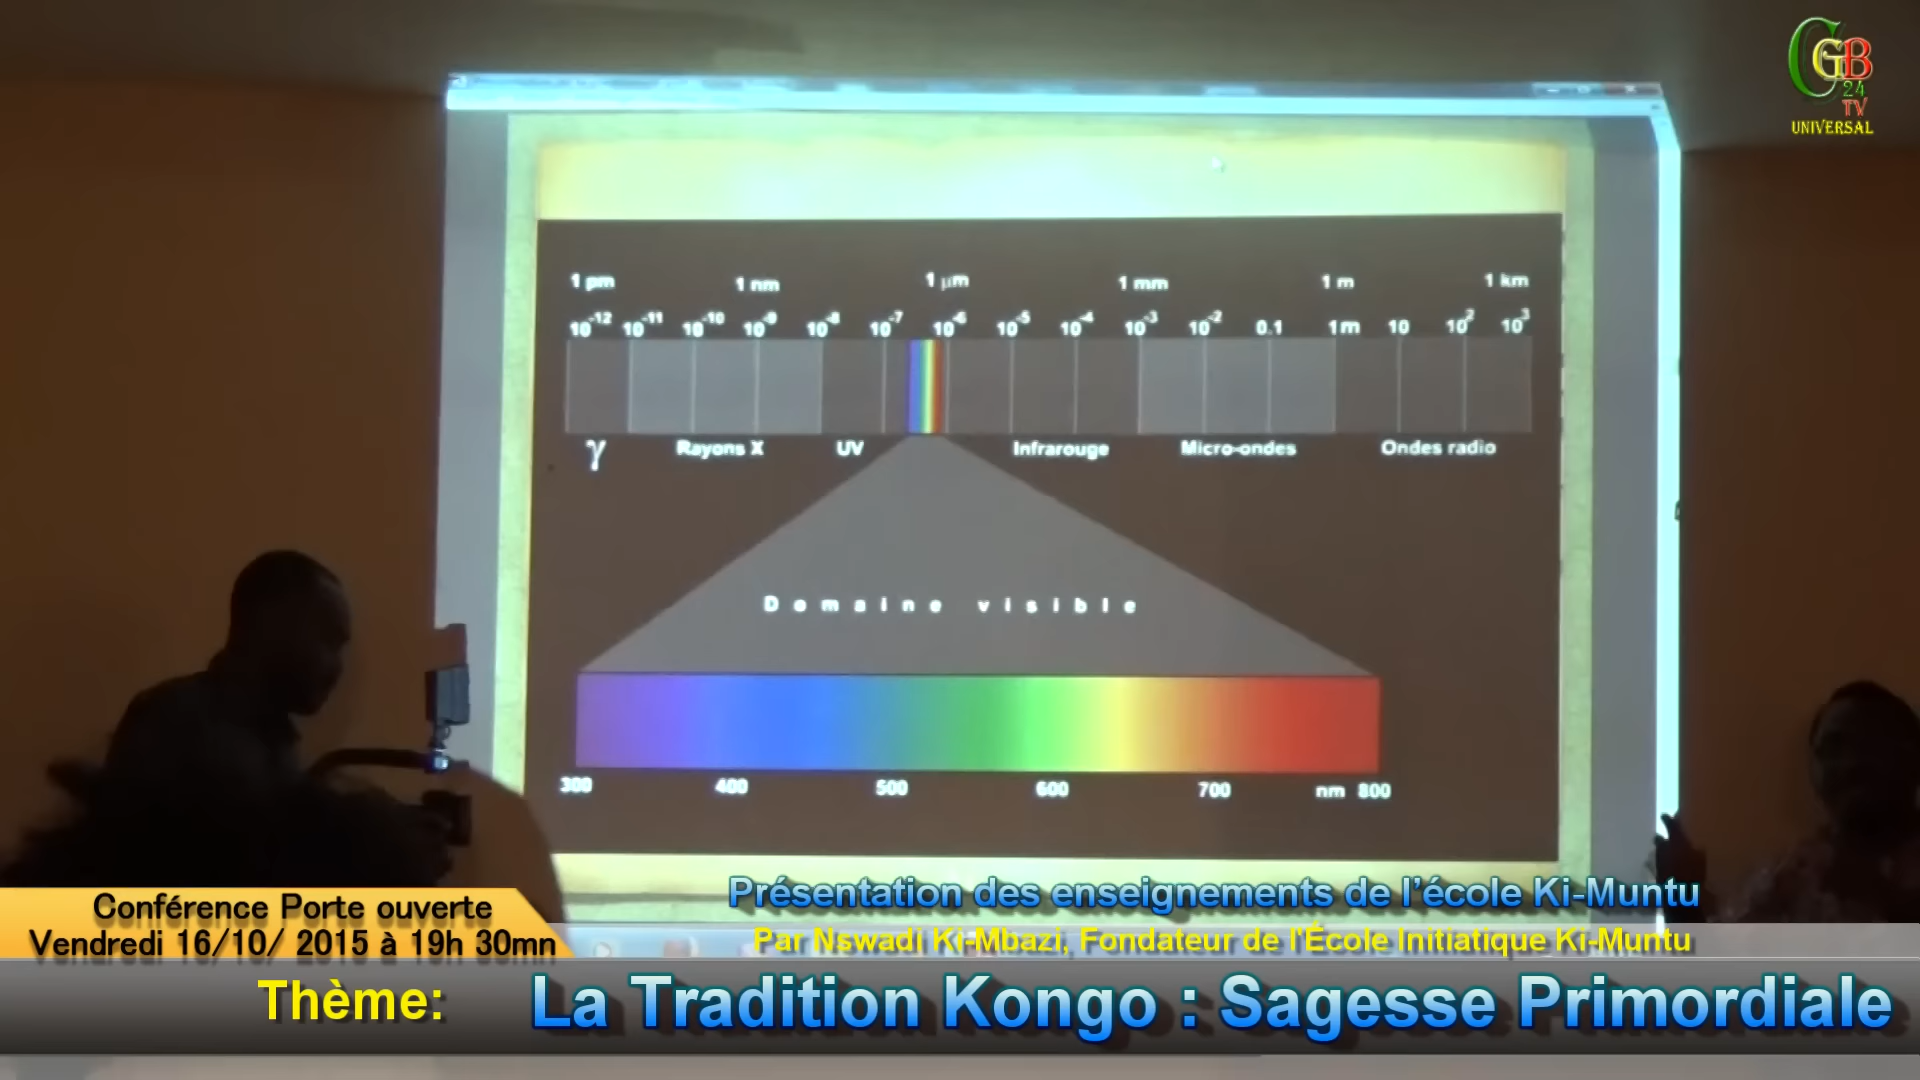 CGB
24
TV
UNIVERSAL
1 pm 1 nm 1 µm 1 mm 1 m 1 km
10⁻¹² 10⁻¹¹ 10⁻¹⁰ 10⁻⁹ 10⁻⁸ 10⁻⁷ 10⁻⁶ 10⁻⁵ 10⁻⁴ 10⁻³ 10⁻² 0.1 1m 10 10² 10³
γ Rayons X UV Infrarouge Micro-ondes Ondes radio
Domaine visible
300 400 500 600 700 nm 800
Présentation des enseignements de l'école Ki-Muntu
Par Nswadi Ki-Mbazi, Fondateur de l'École Initiatique Ki-Muntu
Conférence Porte ouverte
Vendredi 16/10/ 2015 à 19h 30mn
Thème: La Tradition Kongo : Sagesse Primordiale